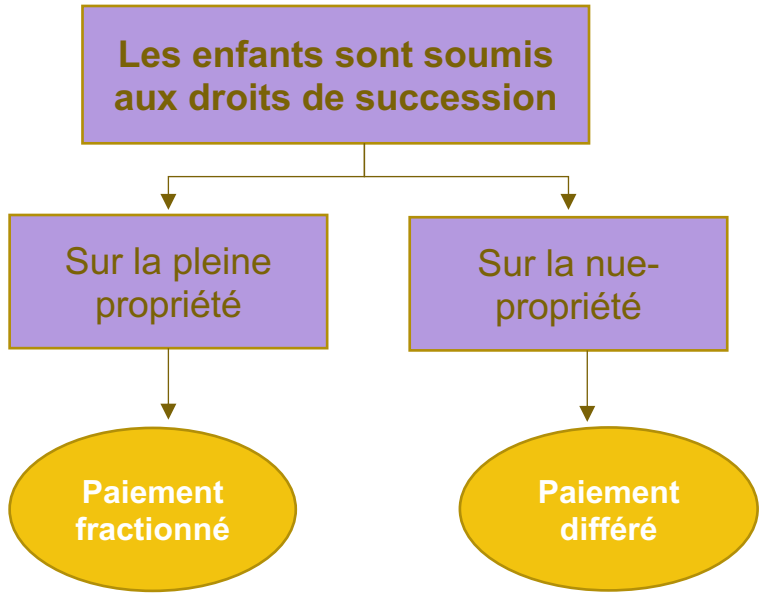 Les enfants sont soumis
aux droits de succession
Sur la pleine
propriété
Sur la nue-
propriété
Paiement
fractionné
Paiement
différé